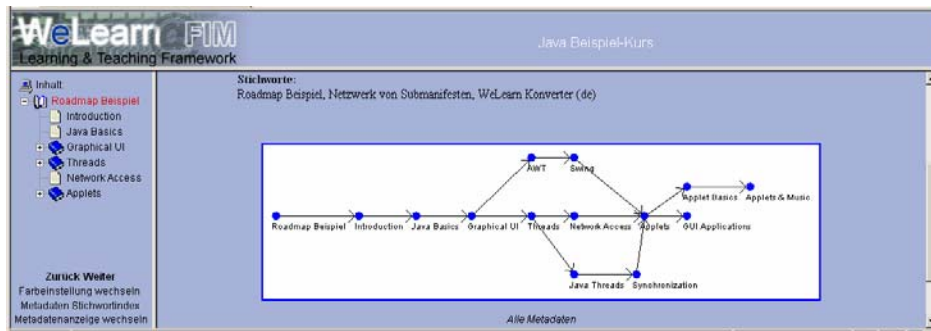 WeLearn FIM
Learning & Teaching Framework
Java Beispiel-Kurs
Inhalt
Roadmap Beispiel
Introduction
Java Basics
Graphical UI
Threads
Network Access
Applets
Zurück Weiter
Farbeinstellung wechseln
Metadaten Stichwortindex
Metadatenanzeige wechseln
Stichworte:
Roadmap Beispiel, Netzwerk von Submanifesten, WeLearn Konverter (de)
AWT Swing
Applet Basics Applets & Music
Roadmap Beispiel Introduction Java Basics Graphical UI Threads Network Access Applets GUI Applications
Java Threads Synchronization
Alle Metadaten